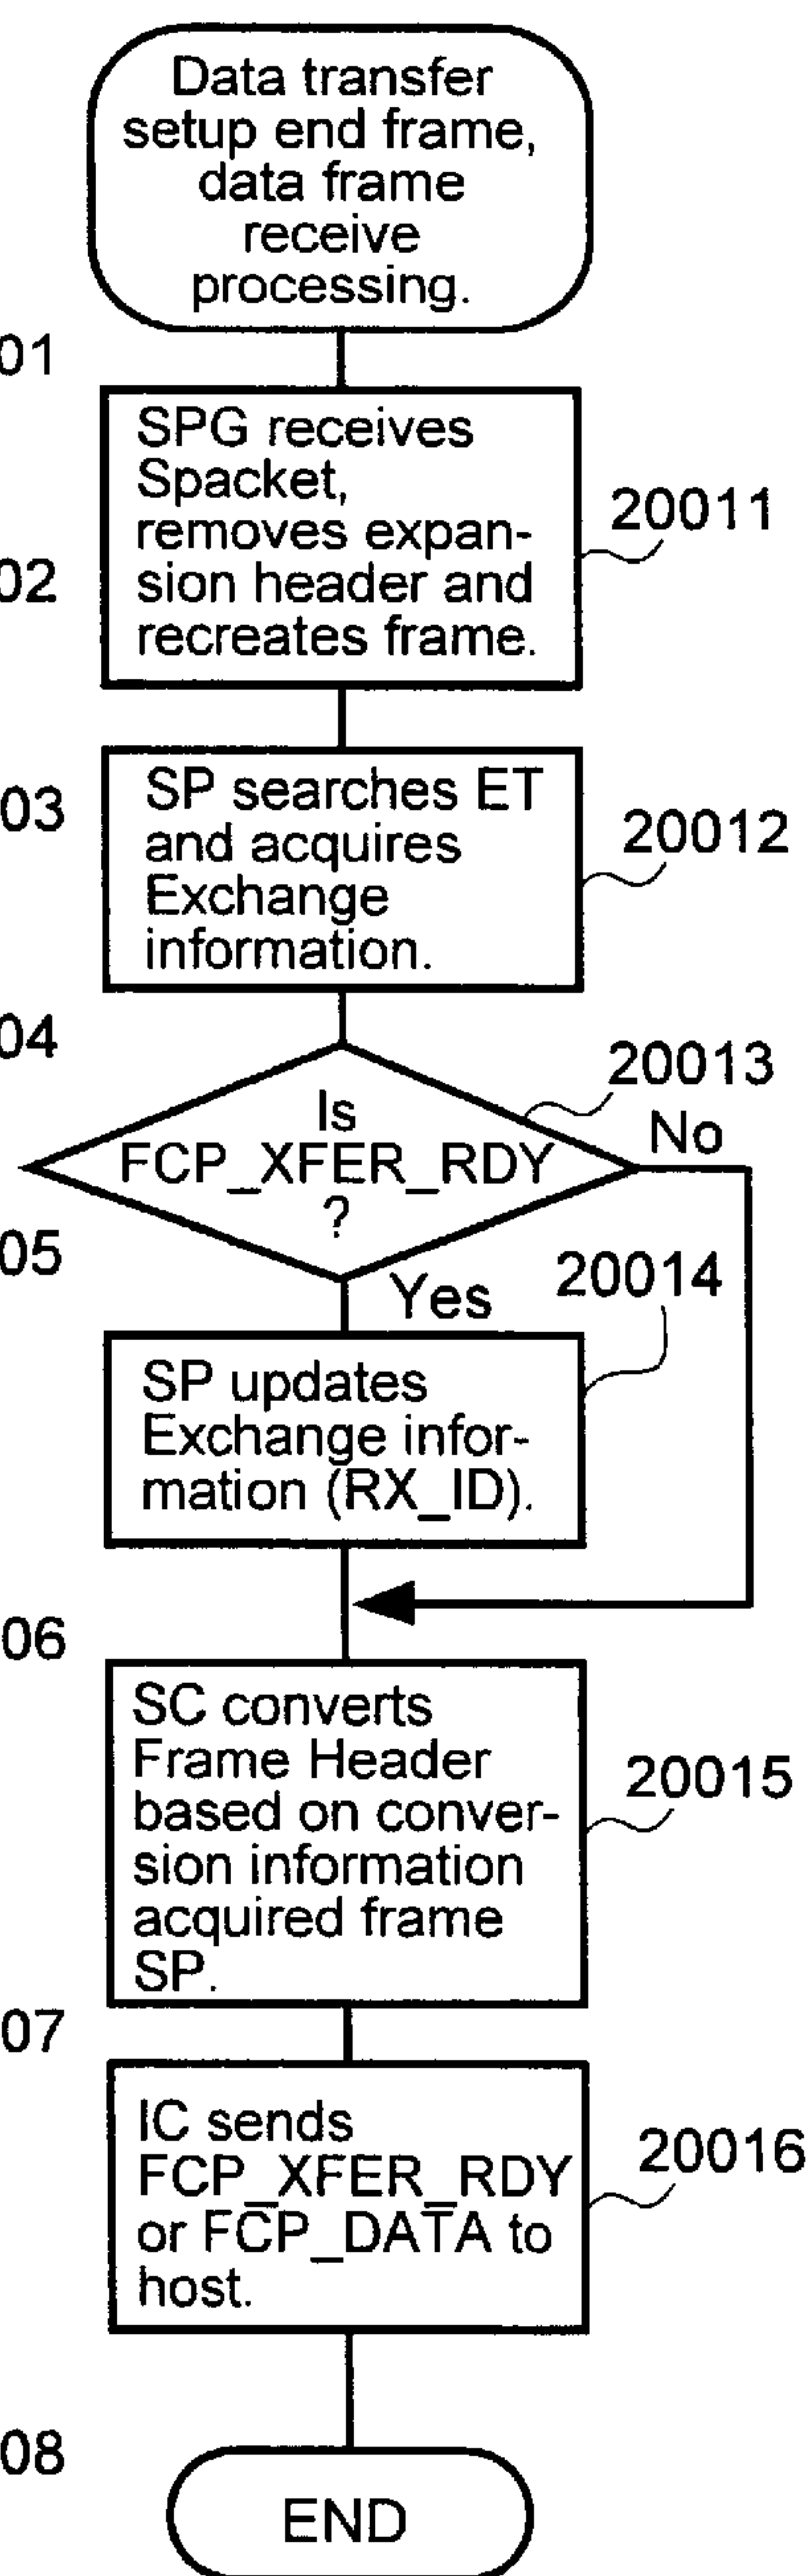 Data transfer
setup end frame,
data frame
receive
processing.
01
SPG receives
Spacket,
removes expan-
sion header and
recreates frame.
20011
02
SP searches ET
and acquires
Exchange
information.
20012
03
04
Is
FCP_XFER_RDY
?
20013
No
Yes
05
SP updates
Exchange infor-
mation (RX_ID).
20014
06
SC converts
Frame Header
based on conver-
sion information
acquired frame
SP.
20015
07
IC sends
FCP_XFER_RDY
or FCP_DATA to
host.
20016
08
END